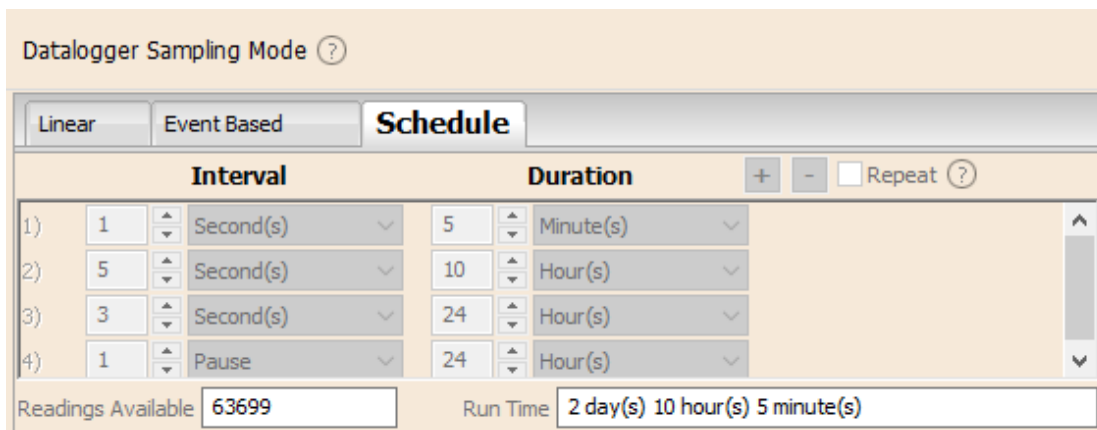 Datalogger Sampling Mode ?
Linear Event Based Schedule
Interval Duration + - Repeat ?
1) 1 Second(s) 5 Minute(s)
2) 5 Second(s) 10 Hour(s)
3) 3 Second(s) 24 Hour(s)
4) 1 Pause 24 Hour(s)
Readings Available 63699 Run Time 2 day(s) 10 hour(s) 5 minute(s)